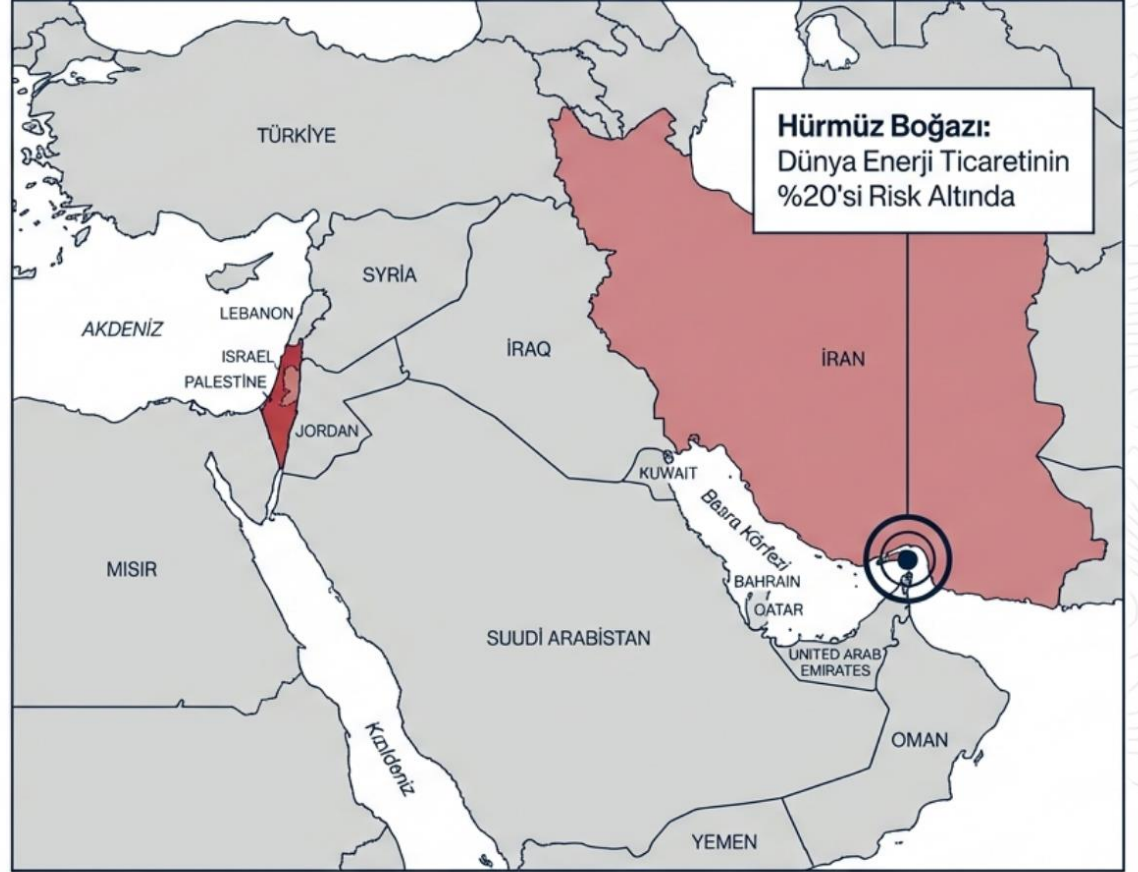 TÜRKİYE
Hürmüz Boğazı:
Dünya Enerji Ticaretinin
%20'si Risk Altında
SYRİA
LEBANON
AKDENİZ
İRAQ
ISRAEL
İRAN
PALESTİNE
JORDAN
KUWAIT
Basra Körfezi
MISIR
BAHRAIN
QATAR
SUUDİ ARABİSTAN
UNITED ARAB
EMIRATES
Kızıldeniz
OMAN
YEMEN